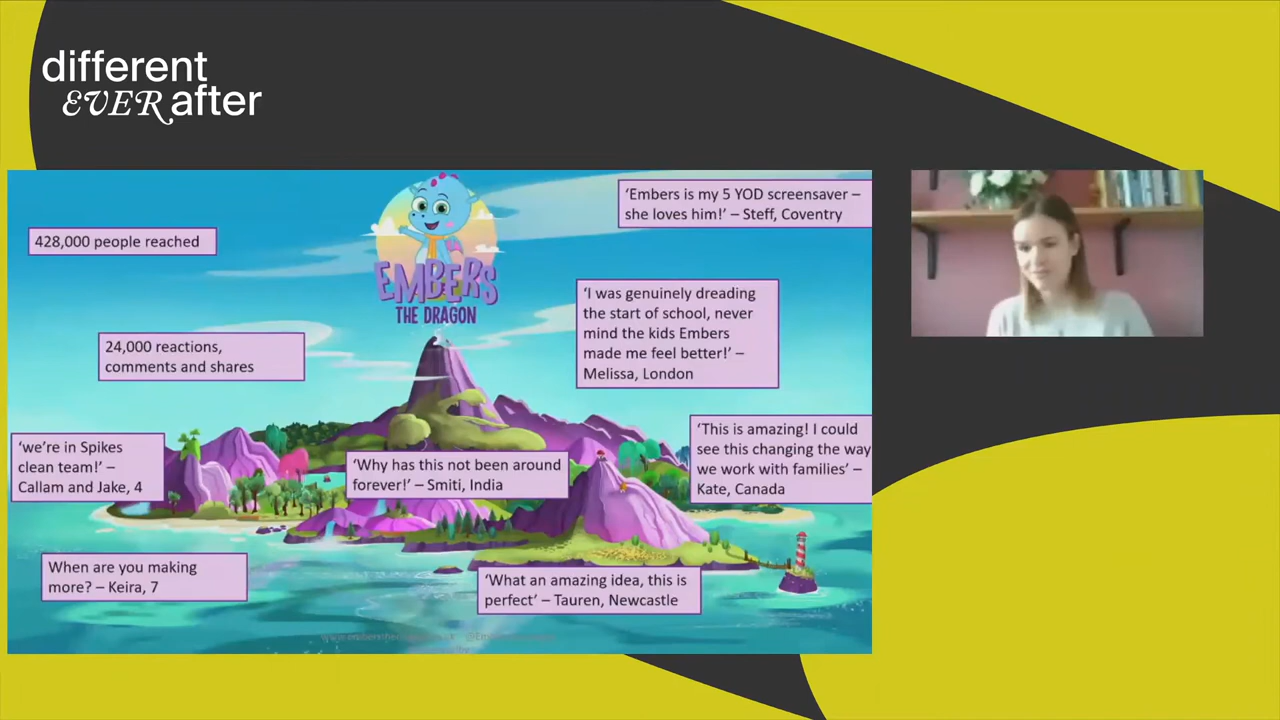 different
EVER after
428,000 people reached
EMBERS
THE DRAGON
‘Embers is my 5 YOD screensaver –
she loves him!’ – Steff, Coventry
24,000 reactions,
comments and shares
‘I was genuinely dreading
the start of school, never
mind the kids Embers
made me feel better!’ –
Melissa, London
‘we’re in Spikes
clean team!’ –
Callam and Jake, 4
‘Why has this not been around
forever!’ – Smiti, India
‘This is amazing! I could
see this changing the way
we work with families’ –
Kate, Canada
When are you making
more? – Keira, 7
‘What an amazing idea, this is
perfect’ – Tauren, Newcastle